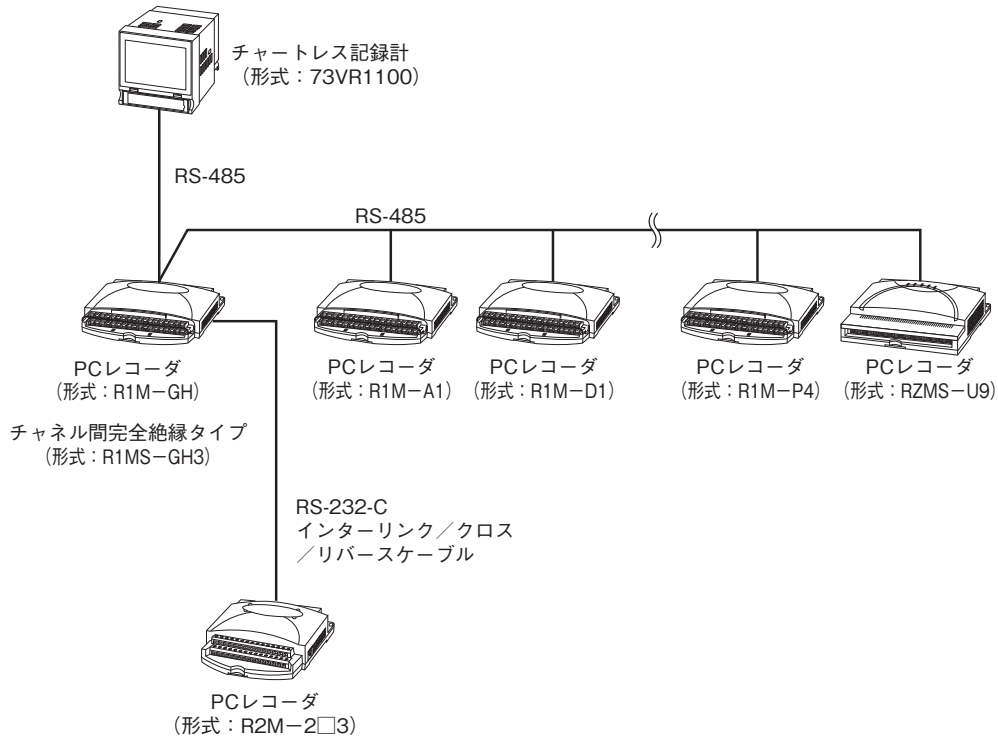 チャートレス記録計
（形式：73VR1100）
RS-485
RS-485
PCレコーダ
（形式：R1M－GH）
PCレコーダ
（形式：R1M－A1）
PCレコーダ
（形式：R1M－D1）
PCレコーダ
（形式：R1M－P4）
PCレコーダ
（形式：RZMS－U9）
チャネル間完全絶縁タイプ
（形式：R1MS－GH3）
RS-232-C
インターリンク／クロス
／リバースケーブル
PCレコーダ
（形式：R2M－2□3）